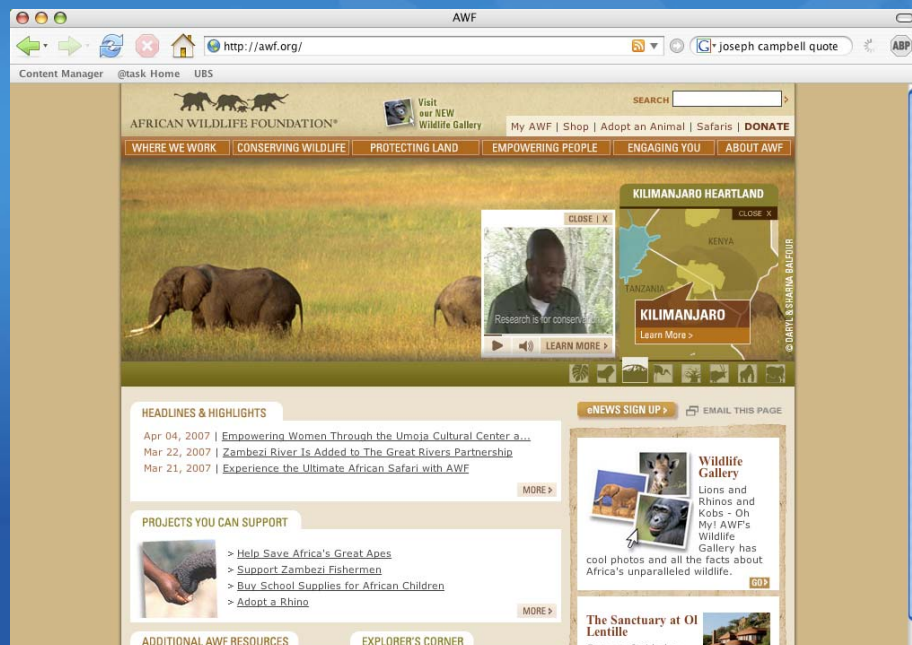 AWF
http://awf.org/
joseph campbell quote
ABP
Content Manager @task Home UBS
AFRICAN WILDLIFE FOUNDATION®
Visit
our NEW
Wildlife Gallery
SEARCH
My AWF | Shop | Adopt an Animal | Safaris | DONATE
WHERE WE WORK CONSERVING WILDLIFE PROTECTING LAND EMPOWERING PEOPLE ENGAGING YOU ABOUT AWF
KILIMANJARO HEARTLAND
CLOSE X
CLOSE | X
KENYA
TANZANIA
KILIMANJARO
Learn More >
Research is for conserva
LEARN MORE >
© DARYL & SHARNA BALFOUR
HEADLINES & HIGHLIGHTS
Apr 04, 2007 | Empowering Women Through the Umoja Cultural Center a...
Mar 22, 2007 | Zambezi River Is Added to The Great Rivers Partnership
Mar 21, 2007 | Experience the Ultimate African Safari with AWF
MORE >
PROJECTS YOU CAN SUPPORT
> Help Save Africa's Great Apes
> Support Zambezi Fishermen
> Buy School Supplies for African Children
> Adopt a Rhino
MORE >
ADDITIONAL AWF RESOURCES
EXPLORER'S CORNER
eNEWS SIGN UP >
EMAIL THIS PAGE
Wildlife
Gallery
Lions and
Rhinos and
Kobs - Oh
My! AWF's
Wildlife
Gallery has
cool photos and all the facts about
Africa's unparalleled wildlife.
GO >
The Sanctuary at Ol
Lentille